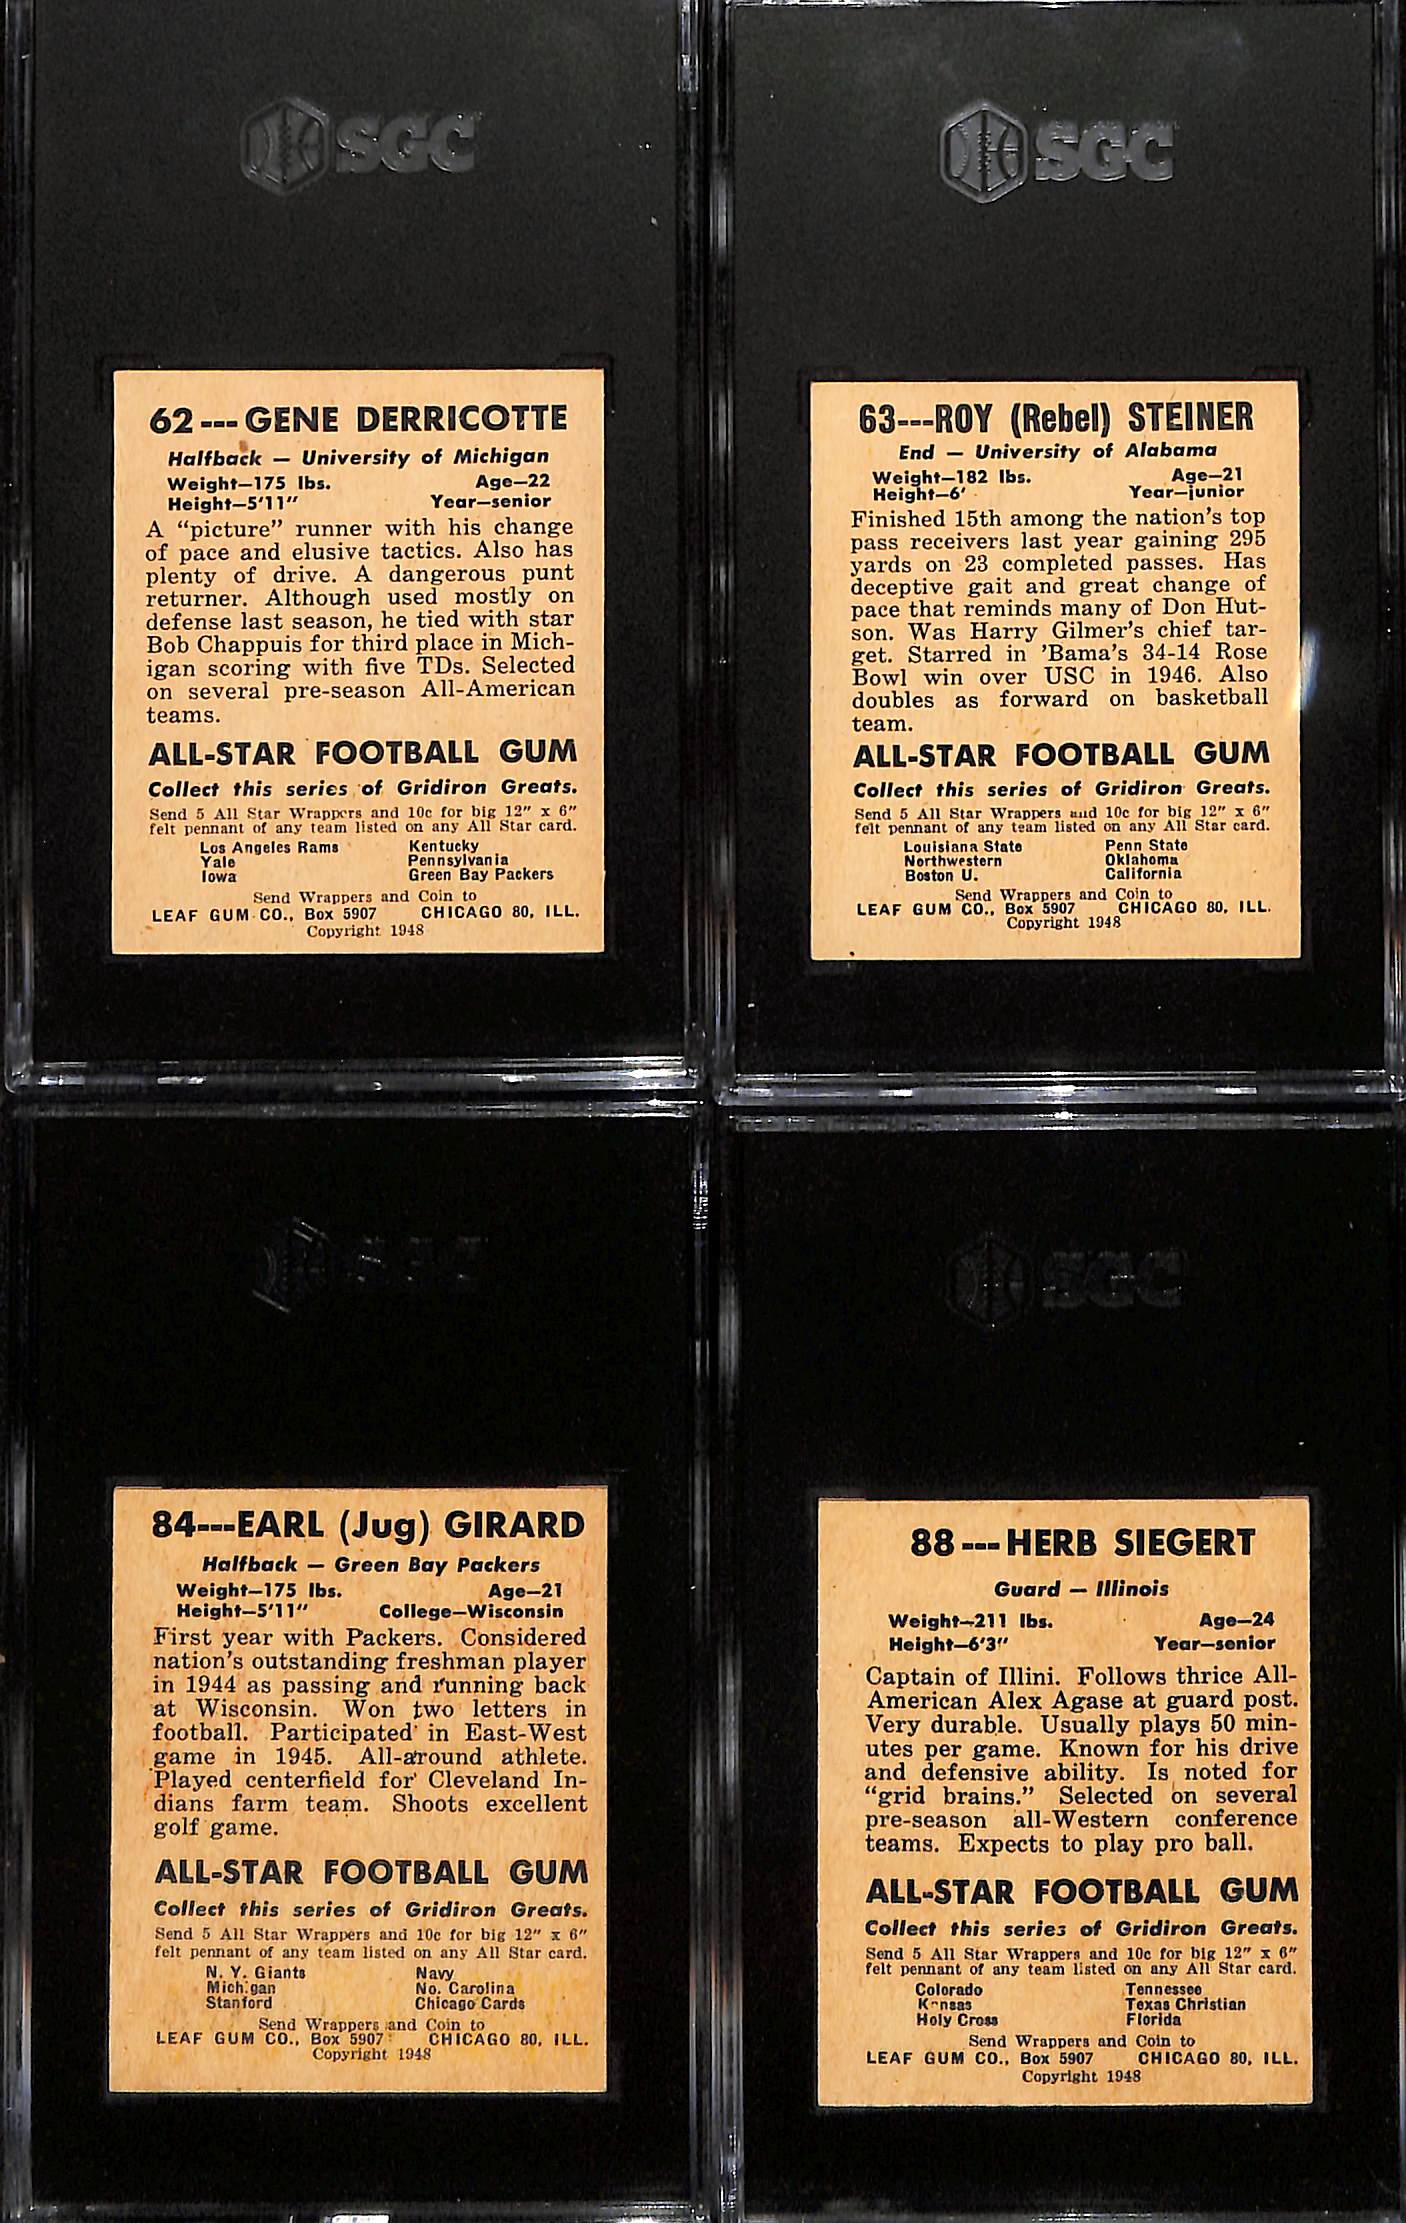 SGC
62---GENE DERRICOTTE
Halfback — University of Michigan
Weight—175 lbs. Age—22
Height—5'11" Year—senior
A "picture" runner with his change
of pace and elusive tactics. Also has
plenty of drive. A dangerous punt
returner. Although used mostly on
defense last season, he tied with star
Bob Chappuis for third place in Mich-
igan scoring with five TDs. Selected
on several pre-season All-American
teams.
ALL-STAR FOOTBALL GUM
Collect this series of Gridiron Greats.
Send 5 All Star Wrappers and 10c for big 12" x 6"
felt pennant of any team listed on any All Star card.
Los Angeles Rams Kentucky
Yale Pennsylvania
Iowa Green Bay Packers
Send Wrappers and Coin to
LEAF GUM CO., Box 5907 CHICAGO 80, ILL.
Copyright 1948
SGC
63---ROY (Rebel) STEINER
End — University of Alabama
Weight—182 lbs. Age—21
Height—6' Year—junior
Finished 15th among the nation's top
pass receivers last year gaining 295
yards on 23 completed passes. Has
deceptive gait and great change of
pace that reminds many of Don Hut-
son. Was Harry Gilmer's chief tar-
get. Starred in 'Bama's 34-14 Rose
Bowl win over USC in 1946. Also
doubles as forward on basketball
team.
ALL-STAR FOOTBALL GUM
Collect this series of Gridiron Greats.
Send 5 All Star Wrappers and 10c for big 12" x 6"
felt pennant of any team listed on any All Star card.
Louisiana State Penn State
Northwestern Oklahoma
Boston U. California
Send Wrappers and Coin to
LEAF GUM CO., Box 5907 CHICAGO 80, ILL.
Copyright 1948
SGC
84---EARL (Jug) GIRARD
Halfback — Green Bay Packers
Weight—175 lbs. Age—21
Height—5'11" College—Wisconsin
First year with Packers. Considered
nation's outstanding freshman player
in 1944 as passing and running back
at Wisconsin. Won two letters in
football. Participated in East-West
game in 1945. All-around athlete.
Played centerfield for Cleveland In-
dians farm team. Shoots excellent
golf game.
ALL-STAR FOOTBALL GUM
Collect this series of Gridiron Greats.
Send 5 All Star Wrappers and 10c for big 12" x 6"
felt pennant of any team listed on any All Star card.
N. Y. Giants Navy
Michigan No. Carolina
Stanford Chicago Cards
Send Wrappers and Coin to
LEAF GUM CO., Box 5907 CHICAGO 80, ILL.
Copyright 1948
SGC
88---HERB SIEGERT
Guard — Illinois
Weight—211 lbs. Age—24
Height—6'3" Year—senior
Captain of Illini. Follows thrice All-
American Alex Agase at guard post.
Very durable. Usually plays 50 min-
utes per game. Known for his drive
and defensive ability. Is noted for
"grid brains." Selected on several
pre-season all-Western conference
teams. Expects to play pro ball.
ALL-STAR FOOTBALL GUM
Collect this series of Gridiron Greats.
Send 5 All Star Wrappers and 10c for big 12" x 6"
felt pennant of any team listed on any All Star card.
Colorado Tennessee
Kansas Texas Christian
Holy Cross Florida
Send Wrappers and Coin to
LEAF GUM CO., Box 5907 CHICAGO 80, ILL.
Copyright 1948